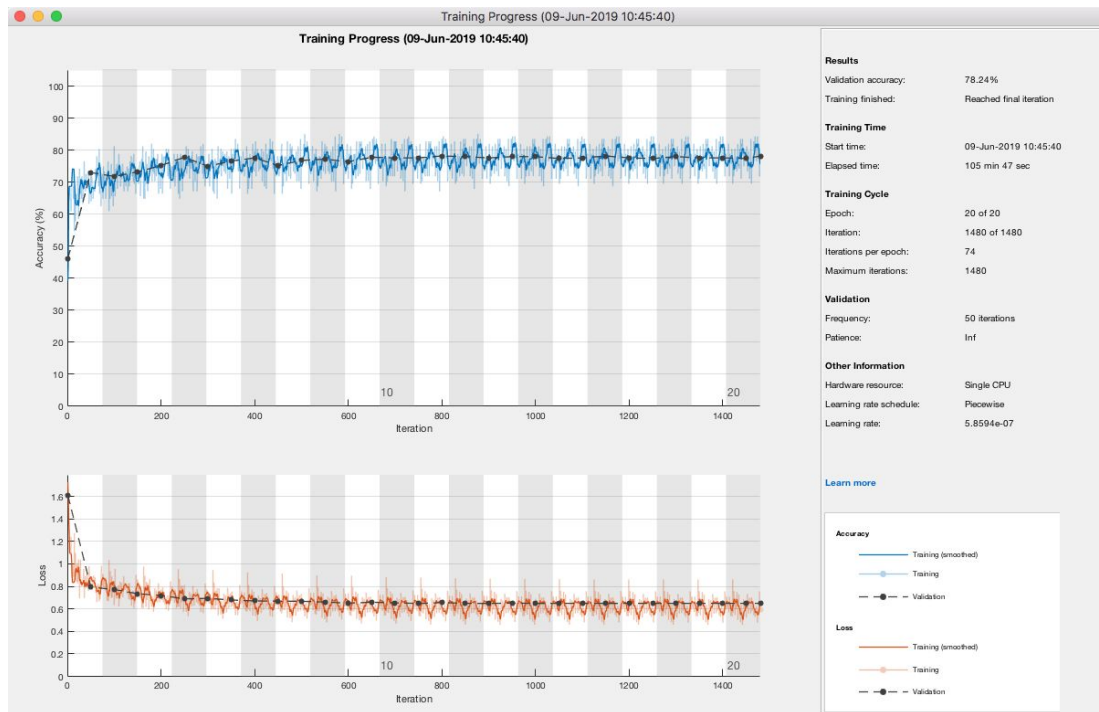 Training Progress (09-Jun-2019 10:45:40)
Training Progress (09-Jun-2019 10:45:40)
100
90
80
70
60
50
40
30
20
10
0
Accuracy (%)
10
20
0
200
400
600
800
1000
1200
1400
Iteration
1.6
1.4
1.2
1
0.8
0.6
0.4
0.2
0
Loss
10
20
0
200
400
600
800
1000
1200
1400
Iteration
Results
Validation accuracy: 78.24%
Training finished: Reached final iteration
Training Time
Start time: 09-Jun-2019 10:45:40
Elapsed time: 105 min 47 sec
Training Cycle
Epoch: 20 of 20
Iteration: 1480 of 1480
Iterations per epoch: 74
Maximum iterations: 1480
Validation
Frequency: 50 iterations
Patience: Inf
Other Information
Hardware resource: Single CPU
Learning rate schedule: Piecewise
Learning rate: 5.8594e-07
Learn more
Accuracy
Training (smoothed)
Training
Validation
Loss
Training (smoothed)
Training
Validation